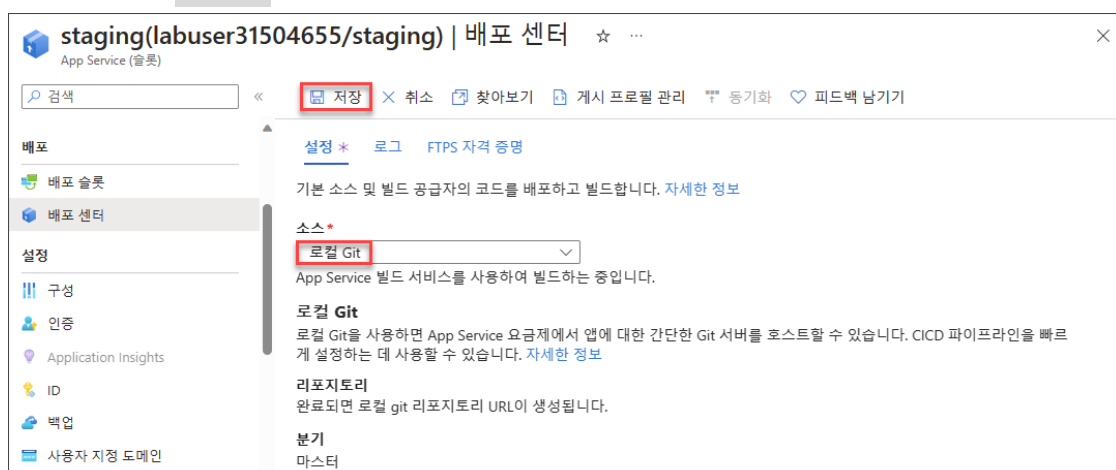 staging(labuser31504655/staging) | 배포 센터 ☆ ···
App Service (슬롯)
검색
저장 취소 찾아보기 게시 프로필 관리 동기화 피드백 남기기
배포
배포 슬롯
배포 센터
설정
구성
인증
Application Insights
ID
백업
사용자 지정 도메인
설정 * 로그 FTPS 자격 증명
기본 소스 및 빌드 공급자의 코드를 배포하고 빌드합니다. 자세한 정보
소스 *
로컬 Git
App Service 빌드 서비스를 사용하여 빌드하는 중입니다.
로컬 Git
로컬 Git을 사용하면 App Service 요금제에서 앱에 대한 간단한 Git 서버를 호스트할 수 있습니다. CICD 파이프라인을 빠르
게 설정하는 데 사용할 수 있습니다. 자세한 정보
리포지토리
완료되면 로컬 git 리포지토리 URL이 생성됩니다.
분기
마스터